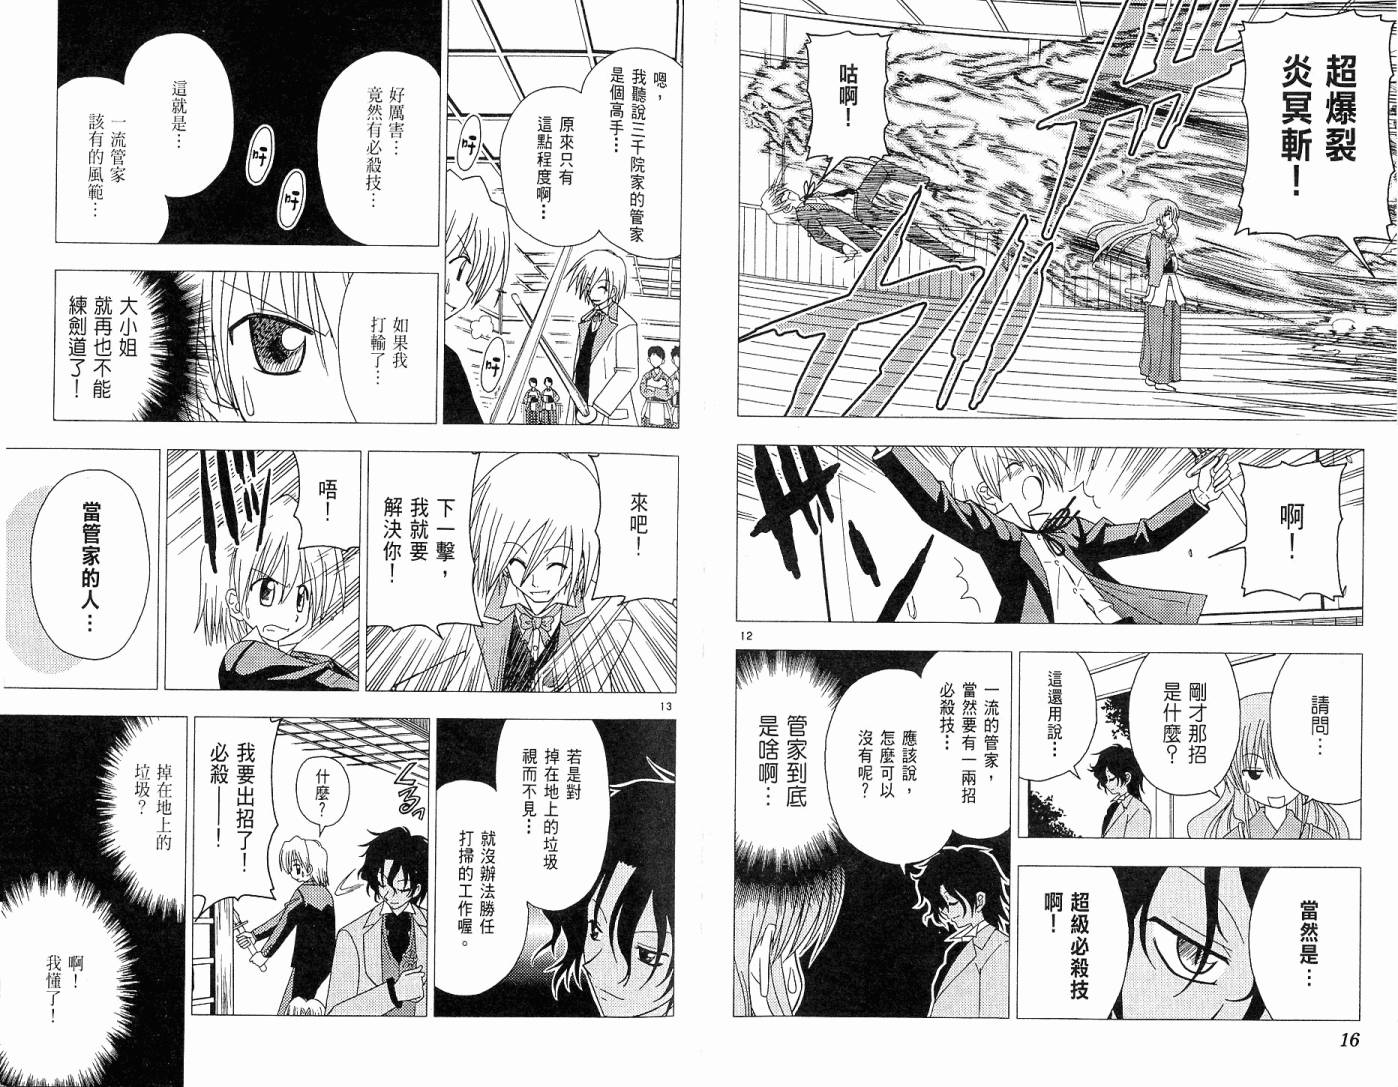 超爆裂
炎冥斬！
咕啊！
啊！
12
請問…
剛才那招
是什麼？
這還用說…
當然是…
超級必殺技
啊！
一流的管家，
當然要有一兩招
必殺技…
應該說，
怎麼可以
沒有呢？
管家到底
是啥啊…
16
嗯，
我聽說三千院家的管家
是個高手…
原來只有
這點程度啊…
呼
呼
好厲害…
竟然有必殺技…
呼
呼
這就是…
一流管家
該有的風範…
如果我
打輸了…
大小姐
就再也不能
練劍道了！
來吧！
下一擊，
我就要
解決你！
唔！
當管家的人…
13
若是對
掉在地上的垃圾
視而不見…
就沒辦法勝任
打掃的工作喔。
什麼？
我要出招了！
必殺——！
掉在地上的
垃圾？
啊！
我懂了！